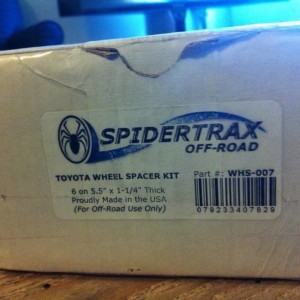 SPIDERTRAX
OFF-ROAD
TOYOTA WHEEL SPACER KIT
6 on 5.5" x 1-1/4" Thick
Proudly Made in the USA
(For Off-Road Use Only)
Part #: WHS-007
079233407829